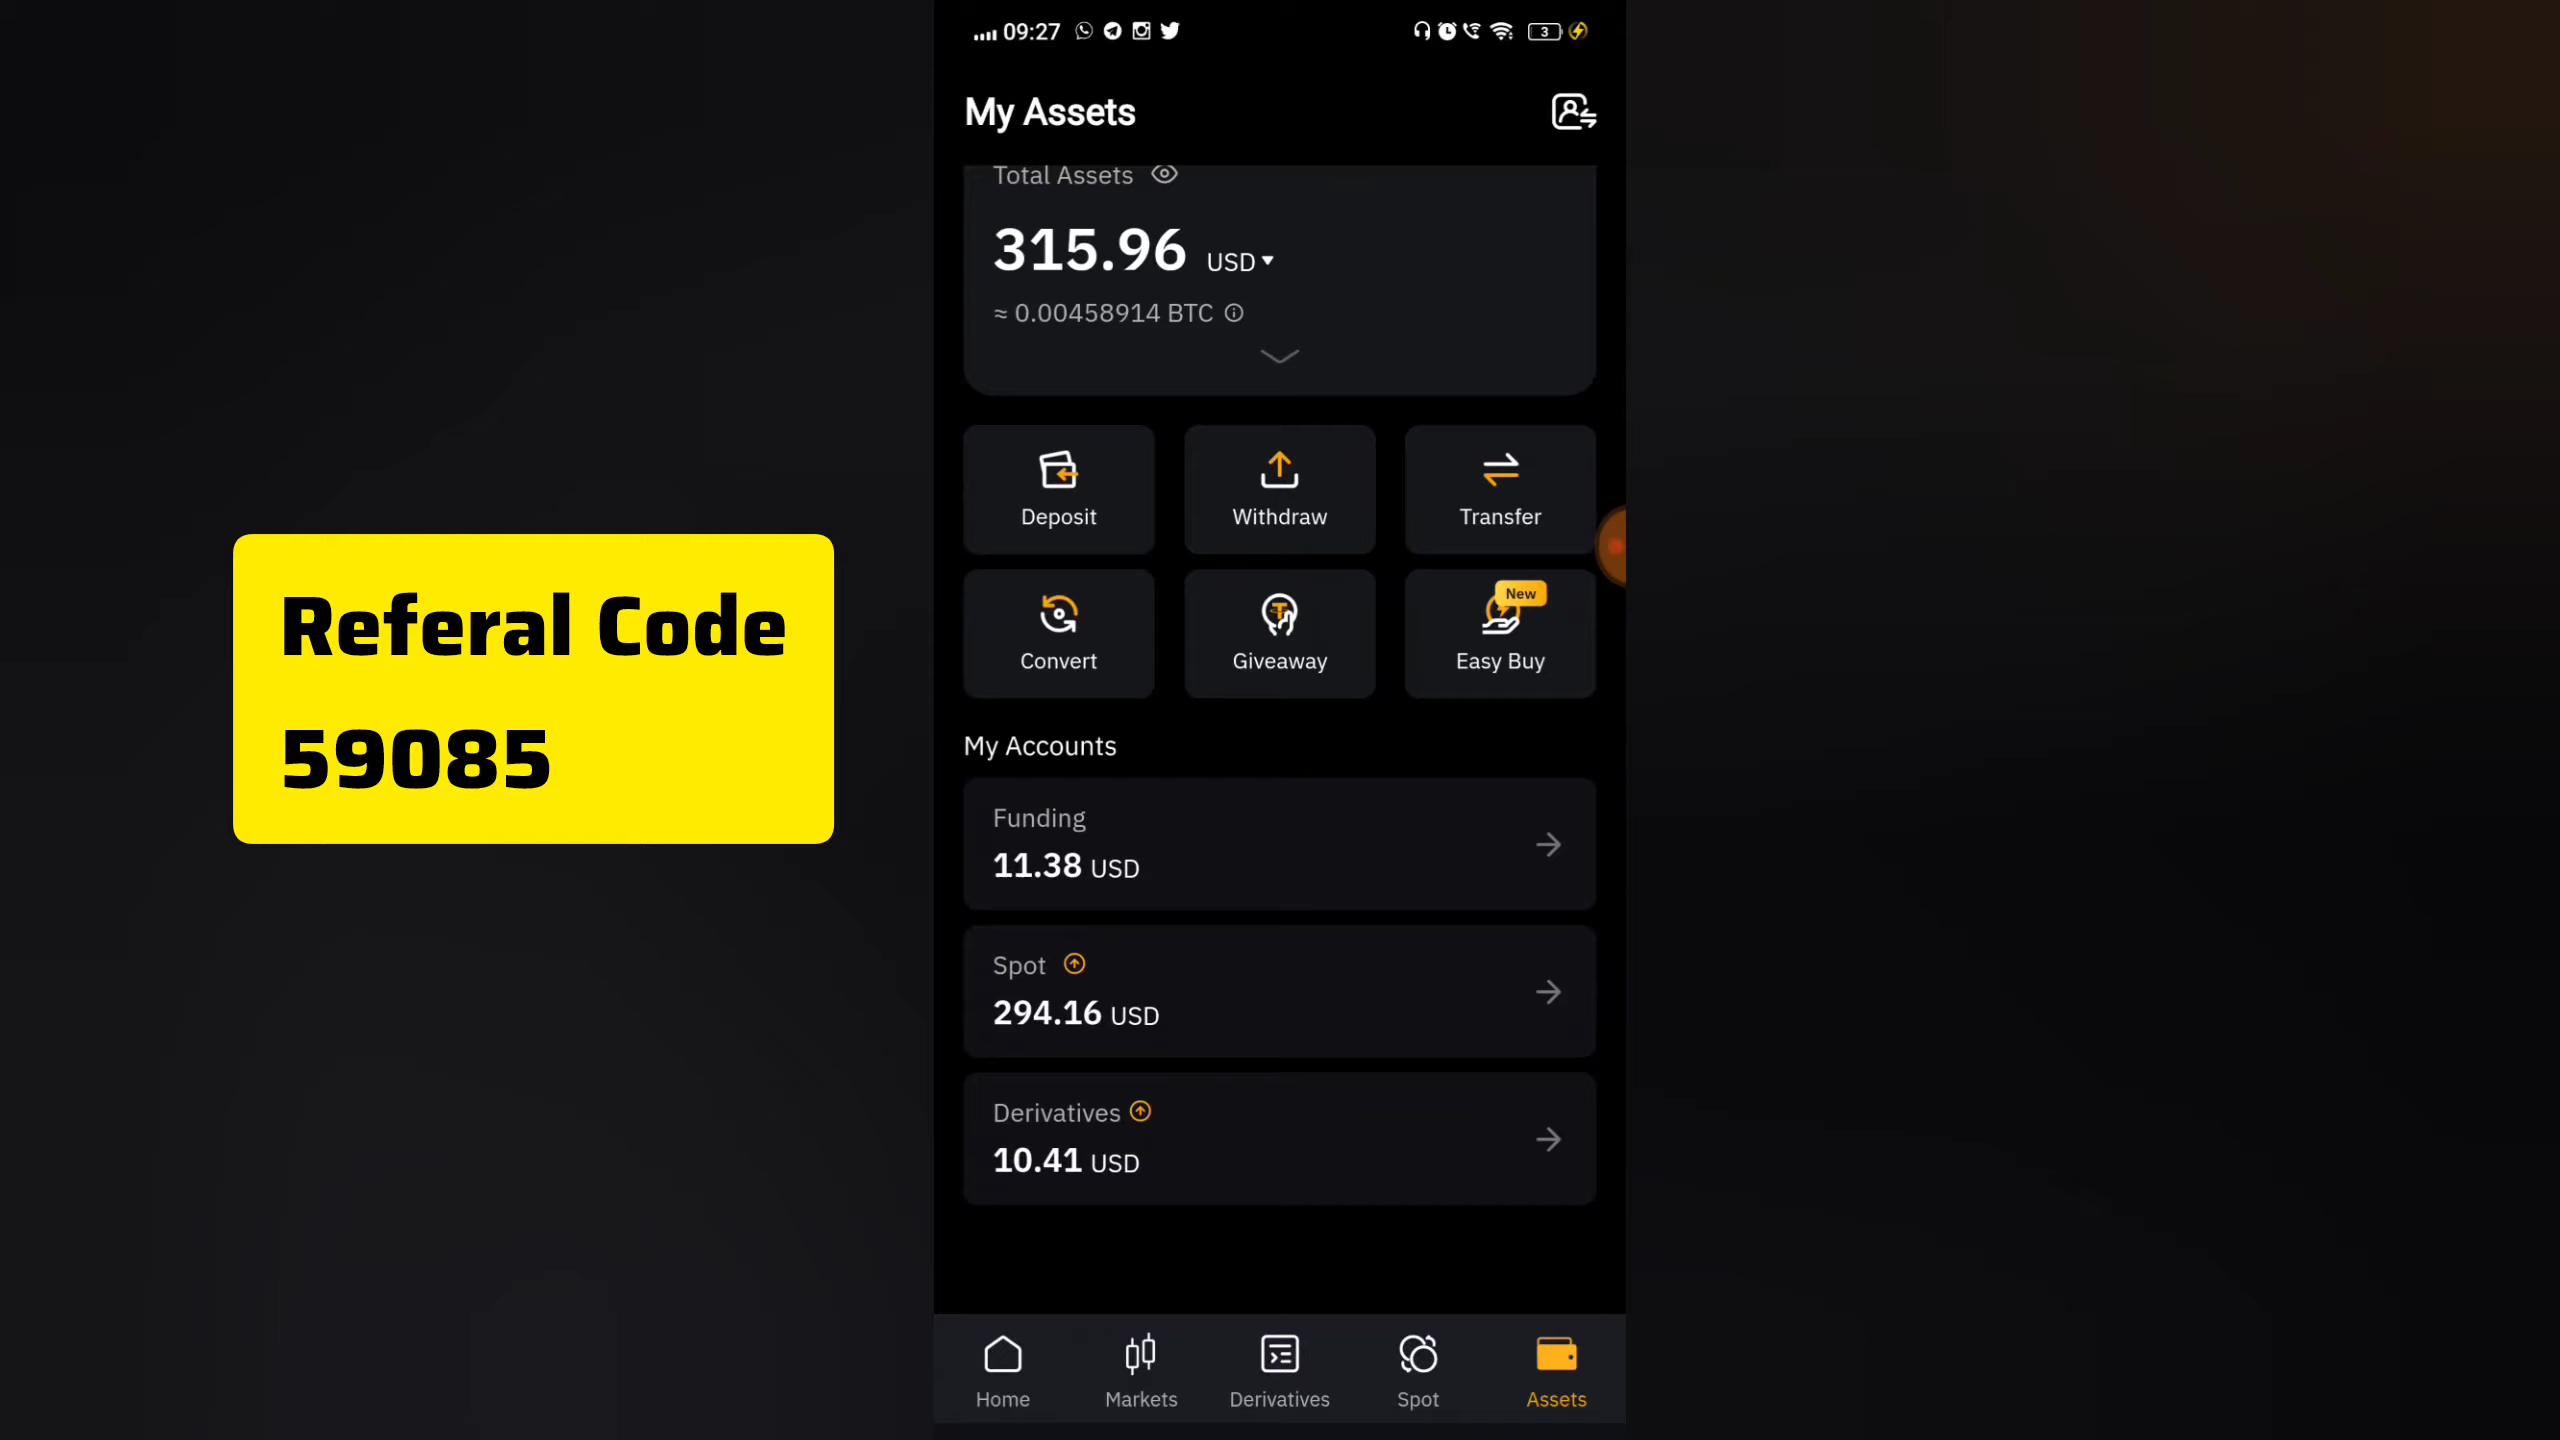 09:27
3
My Assets
Total Assets
315.96 USD
≈ 0.00458914 BTC
Deposit
Withdraw
Transfer
Convert
Giveaway
New
Easy Buy
Referal Code
59085
My Accounts
Funding
11.38 USD
Spot
294.16 USD
Derivatives
10.41 USD
Home
Markets
Derivatives
Spot
Assets